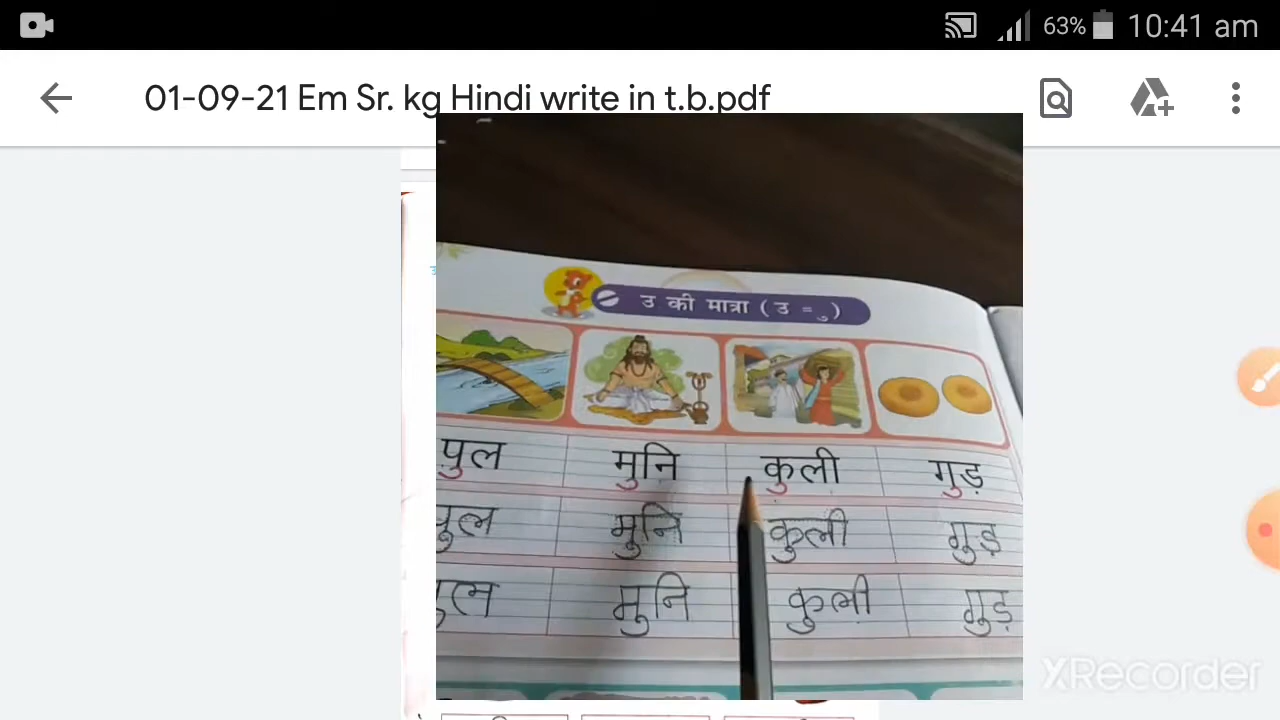 63% 10:41 am
01-09-21 Em Sr. kg Hindi write in t.b.pdf
उ की मात्रा ( उ = ु )
पुल मुनि कुली गुड़
पुल मुनि कुली गुड़
पुल मुनि कुली गुड़
XRecorder